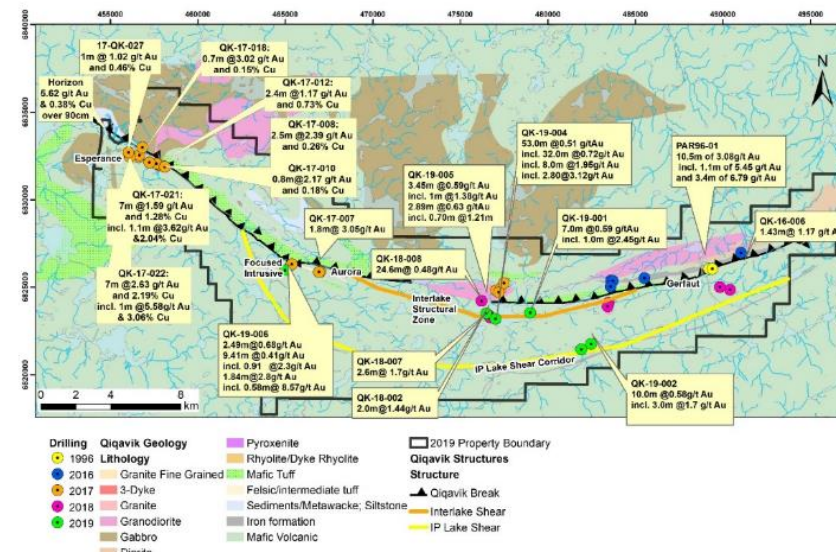 455000 460000 465000 470000 475000 480000 485000 490000 495000
6840000
6835000
6830000
6825000
6820000
17-QK-027
1m @ 1.02 g/t Au
and 0.46% Cu
QK-17-018:
0.7m @3.02 g/t Au
and 0.15% Cu
Horizon
5.62 g/t Au
& 0.38% Cu
over 90cm
QK-17-012:
2.4m @1.17 g/t Au
and 0.73% Cu
QK-17-008:
2.5m @2.39 g/t Au
and 0.26% Cu
QK-17-010
0.8m@2.17 g/t Au
and 0.18% Cu
Esperance
QK-17-021:
7m @1.59 g/t Au
and 1.28% Cu
incl. 1.1m @3.62g/t Au
&2.04% Cu
QK-17-022:
7m @2.63 g/t Au
and 2.19% Cu
incl. 1m @5.58g/t Au
& 3.06% Cu
QK-17-007
1.8m@ 3.05g/t Au
Focused
Intrusive
Aurora
QK-19-006
2.49m@0.68g/t Au
9.41m @0.41g/t Au
incl. 0.91 @2.3g/t Au
1.84m@2.8g/t Au
incl. 0.58m@ 8.57g/t Au
QK-19-005
3.45m @0.59g/t Au
incl. 1m @1.38g/t Au
2.89m @0.63 g/tAu
incl. 0.70m @1.21m
QK-19-004
53.0m @0.51 g/tAu
incl. 32.0m @0.72g/t Au
incl. 8.0m @1.95g/t Au
incl. 2.80@3.12g/t Au
QK-19-001
7.0m @0.59 g/tAu
incl. 1.0m @2.45g/t Au
PAR96-01
10.5m of 3.08g/t Au
incl. 1.1m of 5.45 g/t Au
and 3.4m of 6.79 g/t Au
QK-16-006
1.43m@ 1.17 g/t A
QK-18-008
24.6m@ 0.48g/t Au
Interlake
Structural
Zone
Gerfaut
QK-18-007
2.6m@ 1.7g/t Au
QK-18-002
2.0m@1.44g/t Au
IP Lake Shear Corridor
QK-19-002
10.0m @0.58g/t Au
incl. 3.0m @1.7 g/t Au
N
0 2 4 6 8
km
Drilling
1996
2016
2017
2018
2019
Qiqavik Geology
Lithology
Granite Fine Grained
3-Dyke
Granite
Granodiorite
Gabbro
Diorite
Pyroxenite
Rhyolite/Dyke Rhyolite
Mafic Tuff
Felsic/intermediate tuff
Sediments/Metawacke; Siltstone
Iron formation
Mafic Volcanic
2019 Property Boundary
Qiqavik Structures
Structure
Qiqavik Break
Interlake Shear
IP Lake Shear